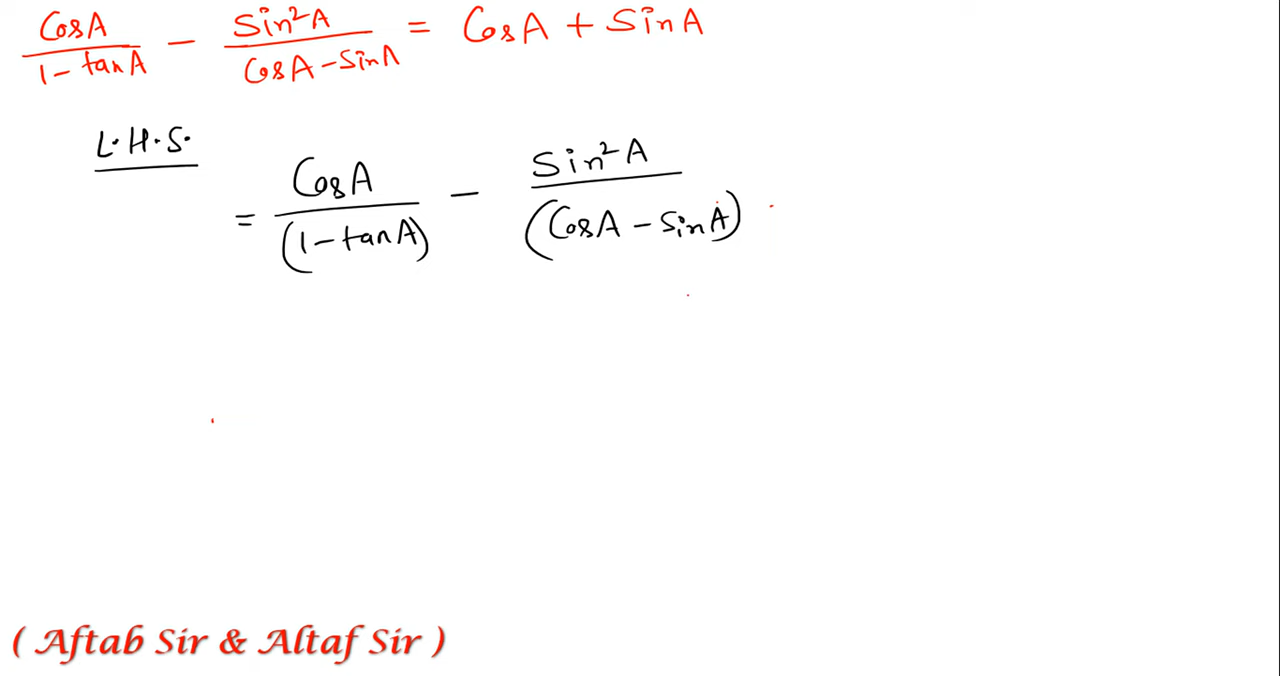 CosA/(1 - tanA) - Sin²A/(CosA - SinA) = CosA + SinA
L.H.S.
= CosA/(1 - tanA) - Sin²A/(CosA - SinA)
( Aftab Sir & Altaf Sir )